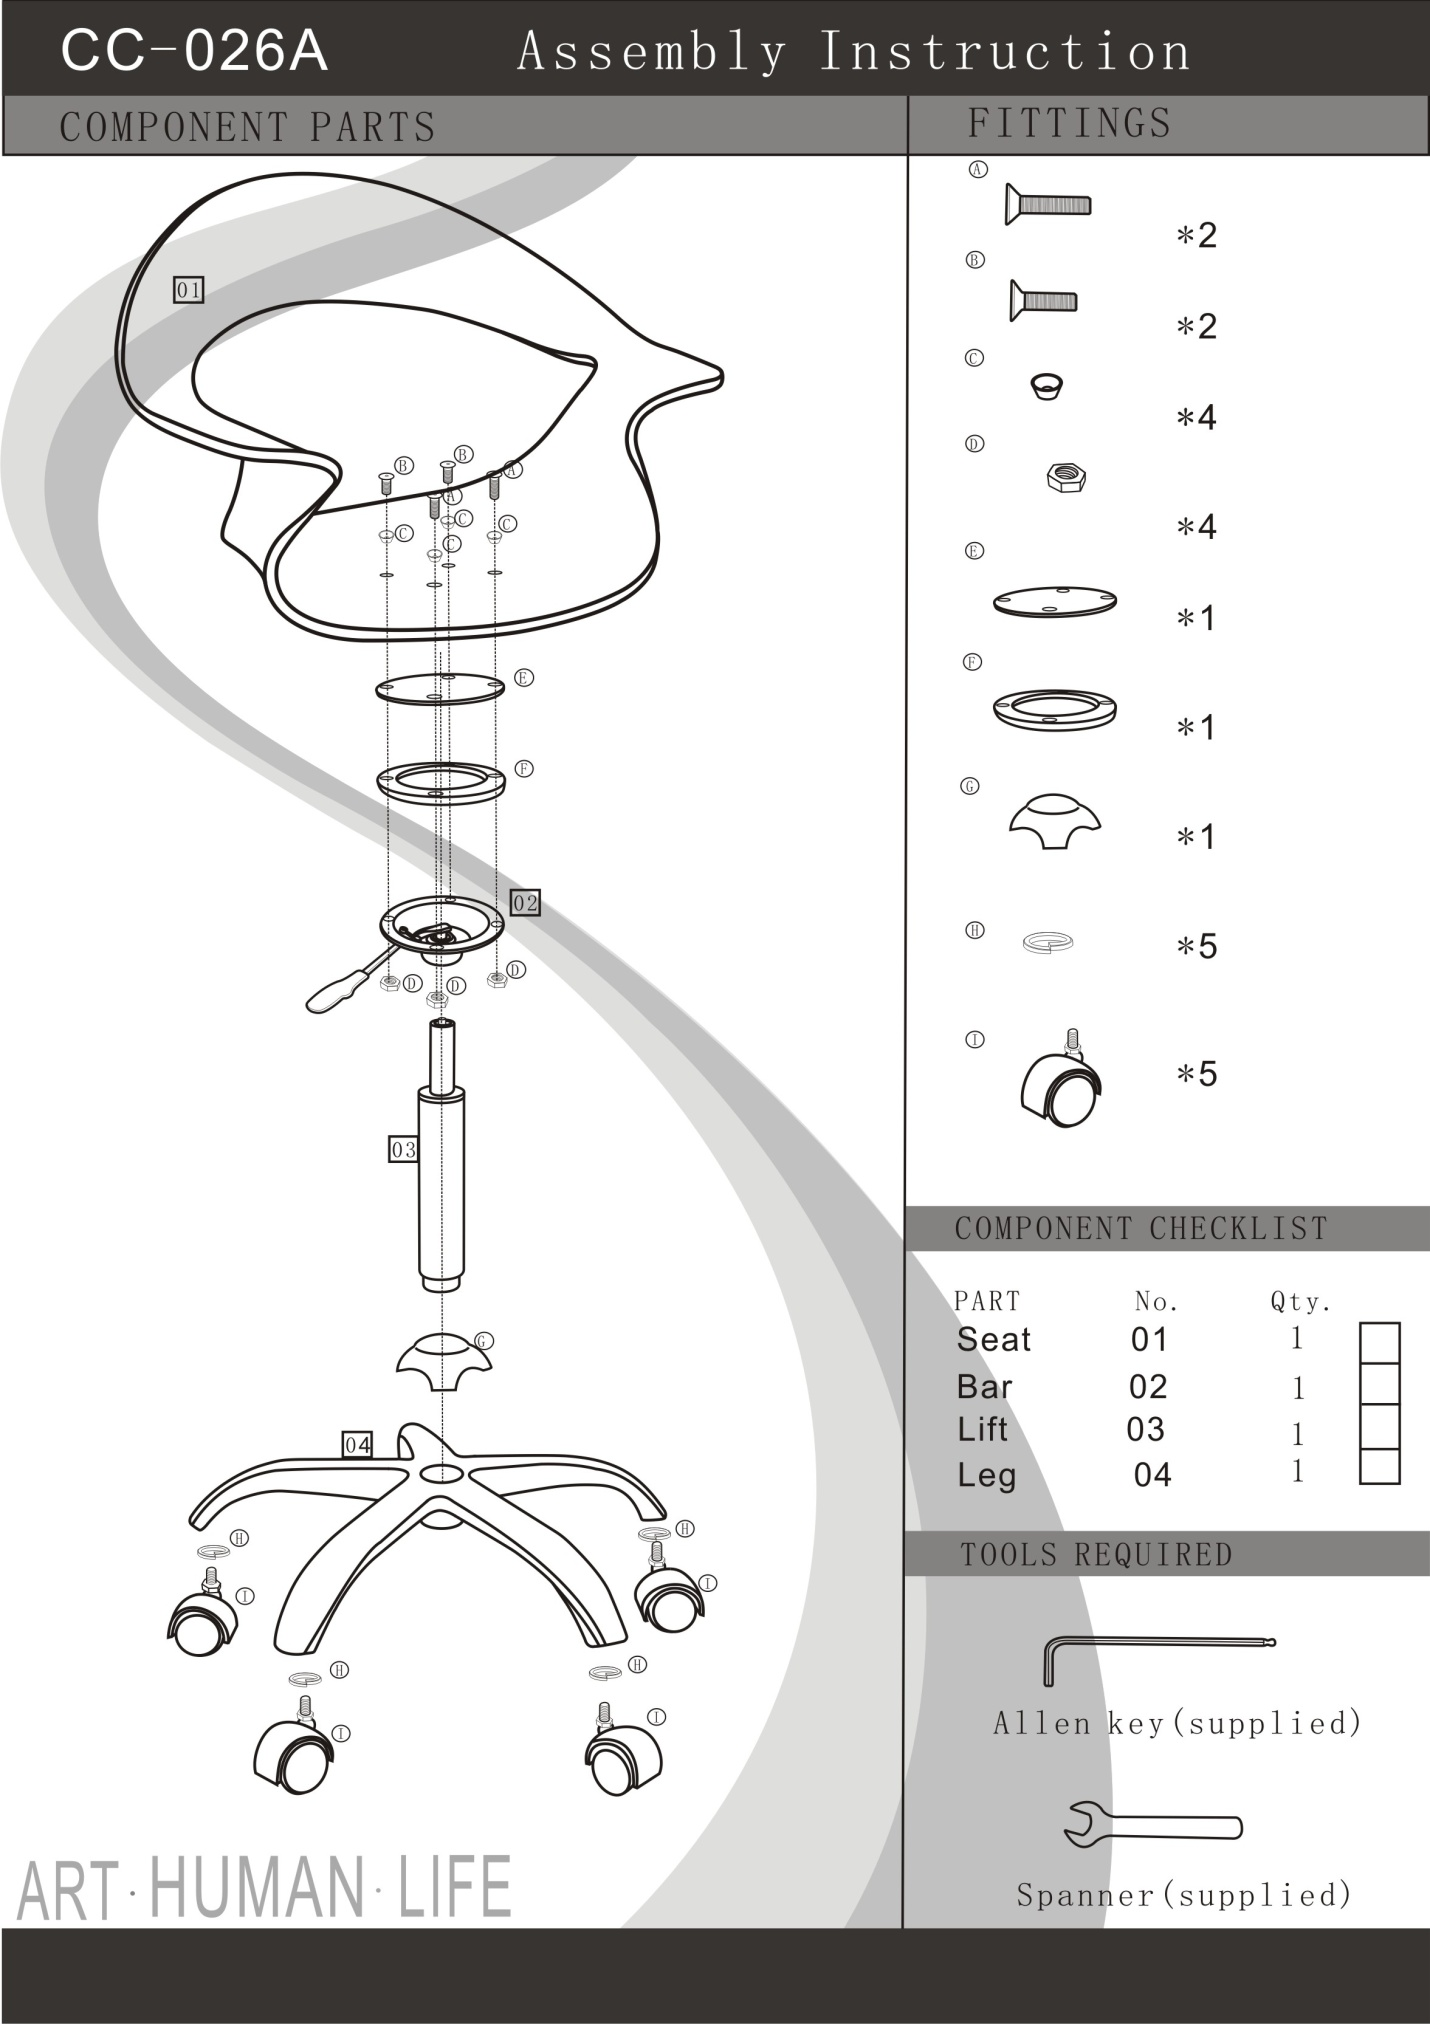 CC-026A Assembly Instruction
COMPONENT PARTS
01
B
B
A
A
C
C
C
C
E
F
02
D
D
D
03
G
04
H
H
I
I
H
H
I
I
ART·HUMAN·LIFE
FITTINGS
A
*2
B
*2
C
*4
D
*4
E
*1
F
*1
G
*1
H
*5
I
*5
COMPONENT CHECKLIST
PART No. Qty.
Seat 01 1
Bar 02 1
Lift 03 1
Leg 04 1
TOOLS REQUIRED
Allen key(supplied)
Spanner(supplied)